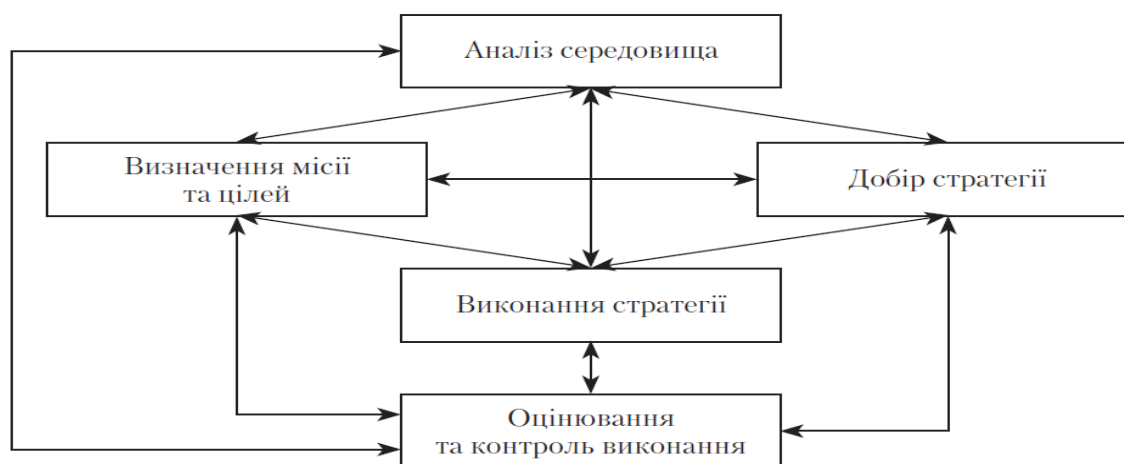 Аналіз середовища
Визначення місії
та цілей
Добір стратегії
Виконання стратегії
Оцінювання
та контроль виконання